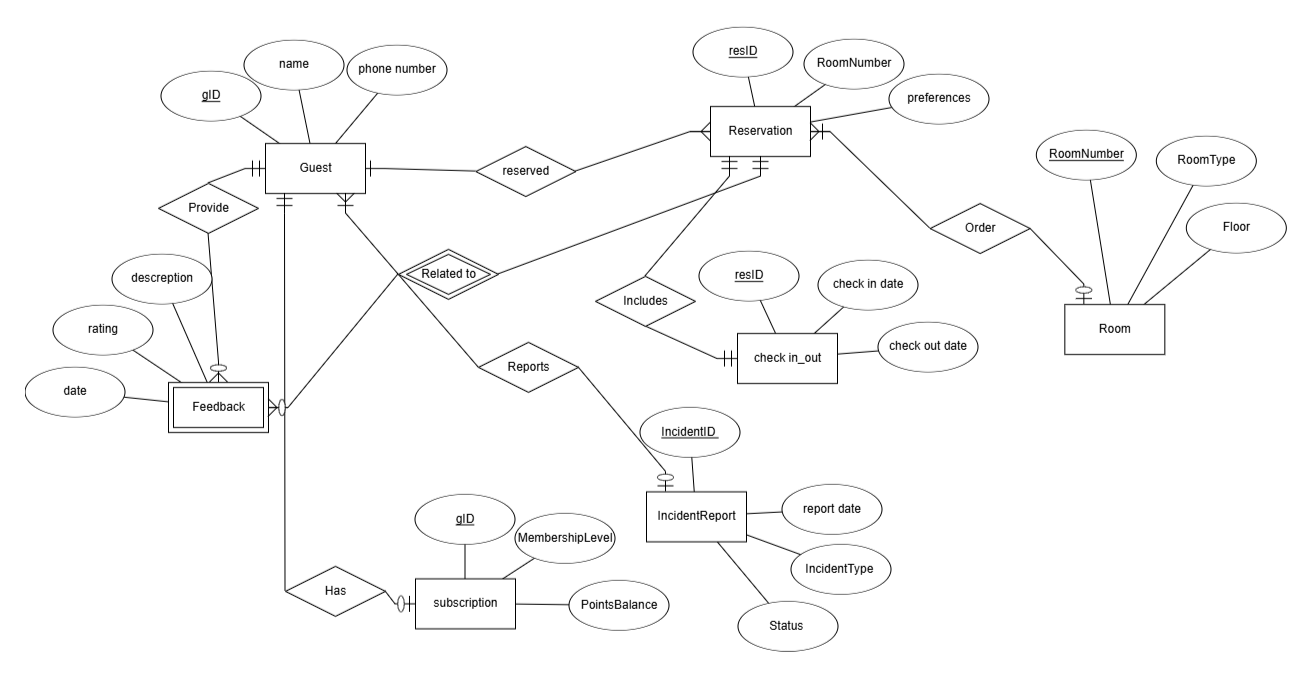 resID
name
RoomNumber
phone number
gID
preferences
Reservation
RoomNumber
RoomType
Guest
reserved
Provide
Order
Floor
Related to
descreption
resID
check in date
Includes
rating
Room
check out date
check in_out
Reports
date
Feedback
IncidentID
report date
IncidentReport
gID
MembershipLevel
IncidentType
Has
subscription
PointsBalance
Status